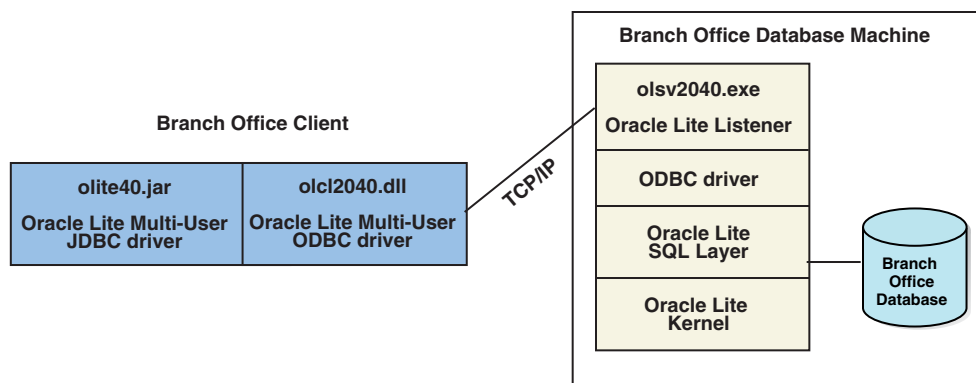 Branch Office Database Machine
olsv2040.exe
Oracle Lite Listener
ODBC driver
Oracle Lite
SQL Layer
Oracle Lite
Kernel
Branch
Office
Database
TCP/IP
Branch Office Client
olite40.jar
Oracle Lite Multi-User
JDBC driver
olcl2040.dll
Oracle Lite Multi-User
ODBC driver